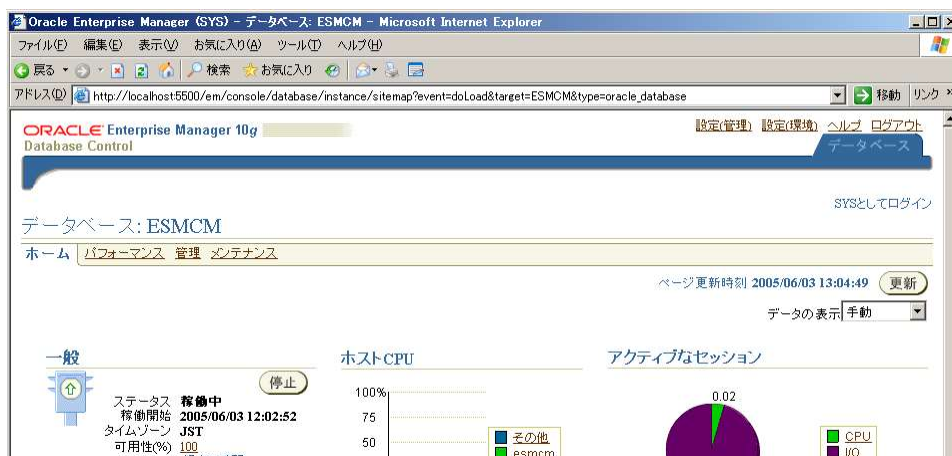 Oracle Enterprise Manager (SYS) - データベース: ESMCM - Microsoft Internet Explorer
ファイル(F) 編集(E) 表示(V) お気に入り(A) ツール(T) ヘルプ(H)
戻る 検索 お気に入り
アドレス(D) http://localhost:5500/em/console/database/instance/sitemap?event=doLoad&target=ESMCM&type=oracle_database 移動 リンク »
ORACLE Enterprise Manager 10g
Database Control
設定(管理) 設定(環境) ヘルプ ログアウト
データベース
SYSとしてログイン
データベース: ESMCM
ホーム パフォーマンス 管理 メンテナンス
ページ更新時刻 2005/06/03 13:04:49 更新
データの表示 手動
一般
停止
ステータス 稼働中
稼働開始 2005/06/03 12:02:52
タイムゾーン JST
可用性(%) 100
ホストCPU
100%
75
50
その他
esmcm
アクティブなセッション
0.02
CPU
I/O